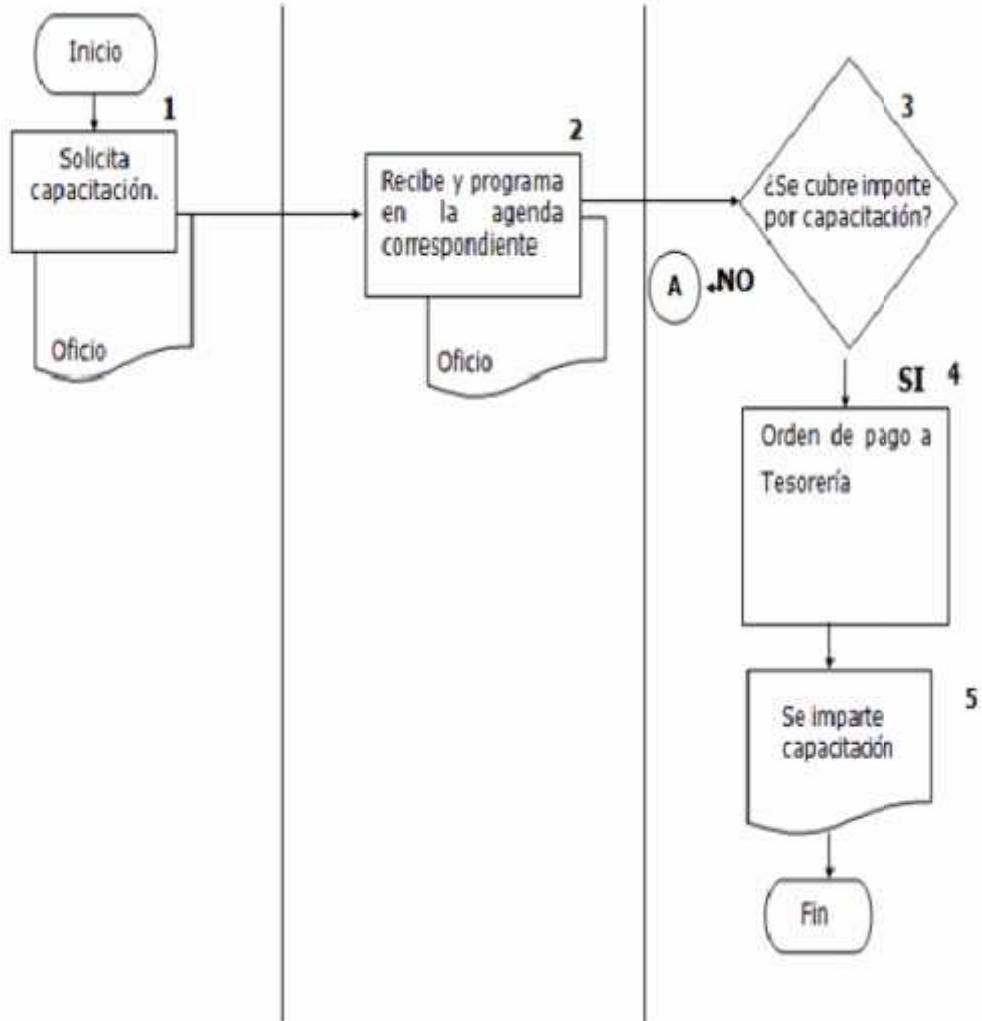 Inicio
1
Solicita
capacitación.
Oficio
2
Recibe y programa
en la agenda
correspondiente
Oficio
3
¿Se cubre importe
por capacitación?
A
NO
SI 4
Orden de pago a
Tesorería
5
Se imparte
capacitación
Fin